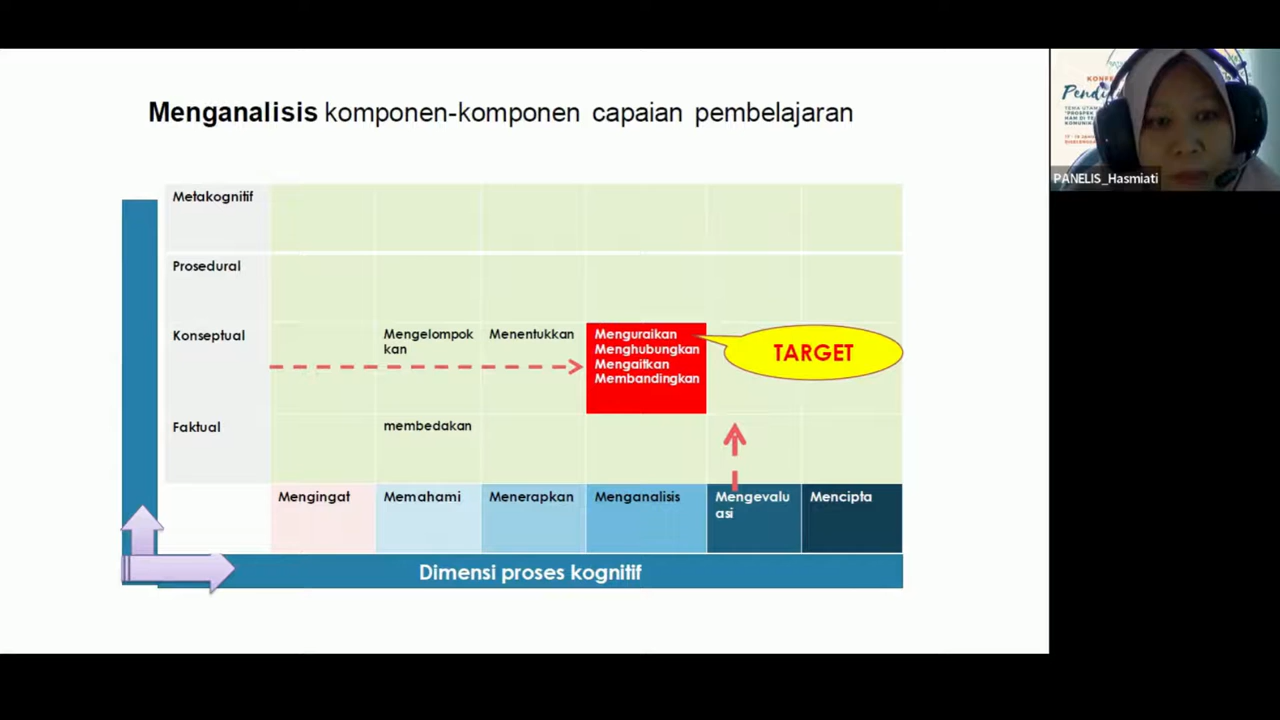 Menganalisis komponen-komponen capaian pembelajaran
Metakognitif
Prosedural
Konseptual
Mengelompok
kan
Menentukkan
Menguraikan
Menghubungkan
Mengaitkan
Membandingkan
TARGET
Faktual
membedakan
Mengingat
Memahami
Menerapkan
Menganalisis
Mengevalu
asi
Mencipta
Dimensi proses kognitif
PANELIS_Hasmiati